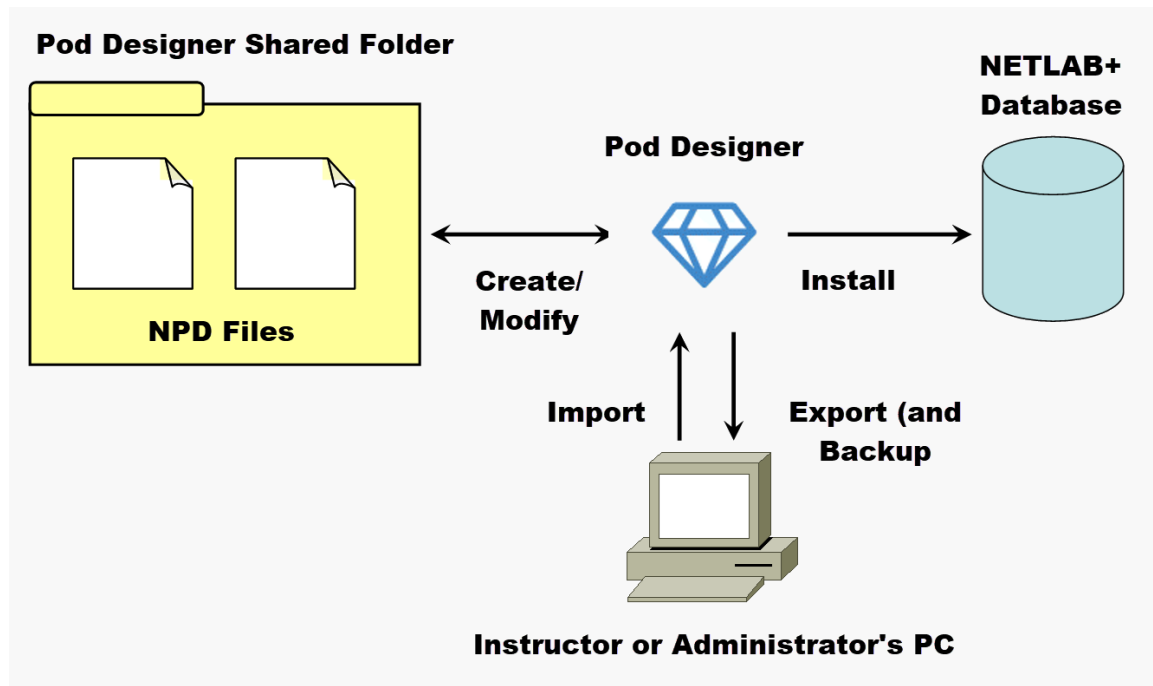 Pod Designer Shared Folder
NETLAB+
Database
Pod Designer
Create/
Modify
Install
NPD Files
Import
Export (and
Backup
Instructor or Administrator's PC